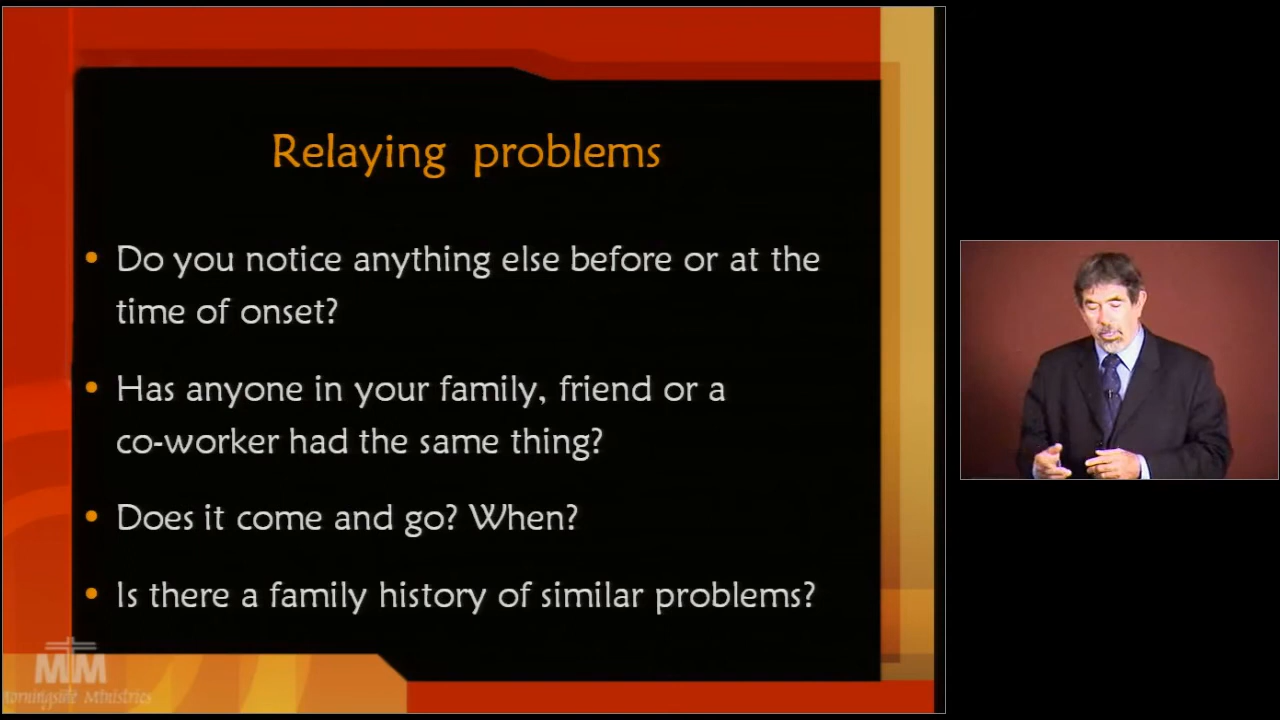 Relaying problems
• Do you notice anything else before or at the
time of onset?
• Has anyone in your family, friend or a
co-worker had the same thing?
• Does it come and go? When?
• Is there a family history of similar problems?
MM
Morningside Ministries